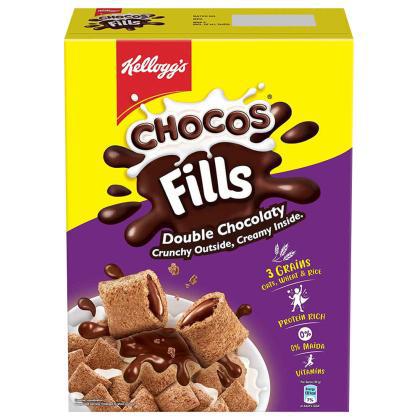 Kellogg's
CHOCOS
Fills
Double Chocolaty
Crunchy Outside, Creamy Inside.
3 GRAINS
OATS, WHEAT & RICE
PROTEIN RICH
0%
0% MAIDA
VITAMINS
7%